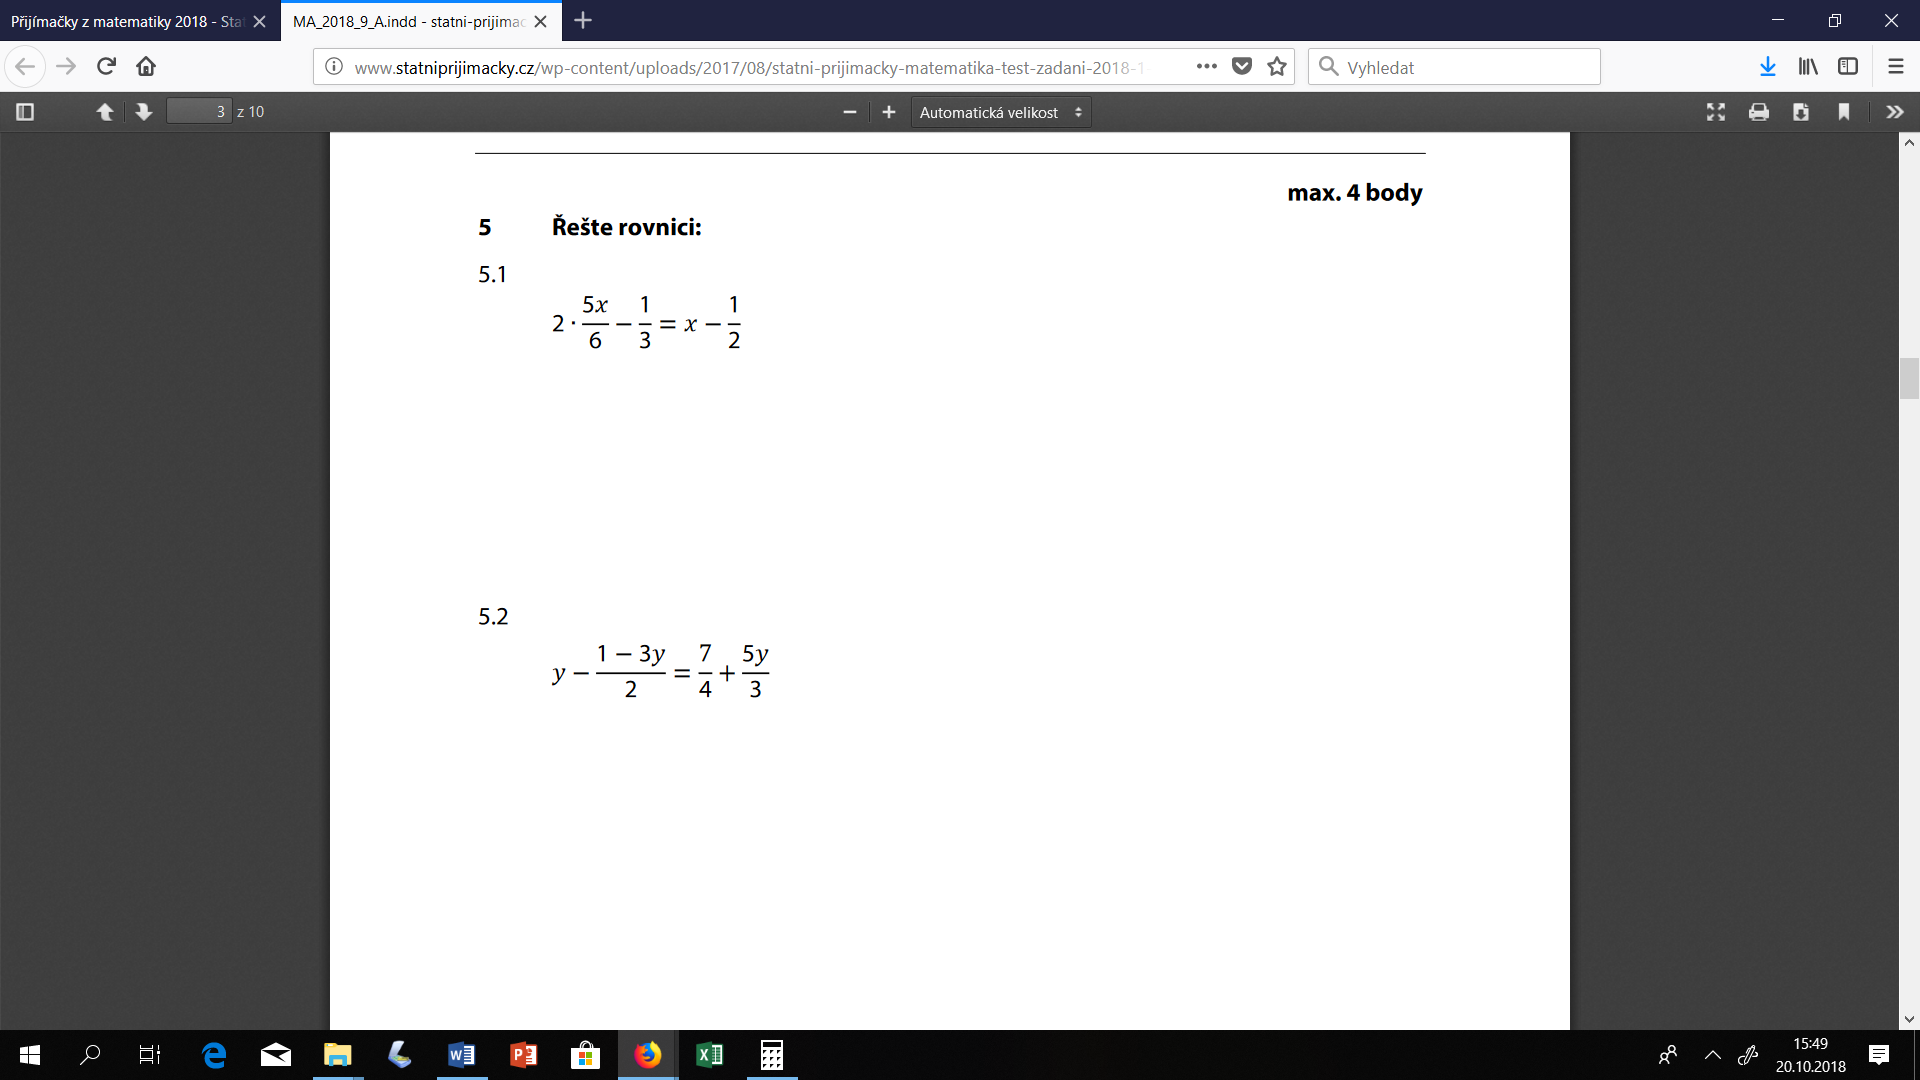 Přijímačky z matematiky 2018 - Stat
MA_2018_9_A.indd - statni-prijimac
www.statniprijimacky.cz/wp-content/uploads/2017/08/statni-prijimacky-matematika-test-zadani-2018-1
Vyhledat
3 z 10
Automatická velikost
max. 4 body
5 Řešte rovnici:
5.1
2 · 5x/6 − 1/3 = x − 1/2
5.2
y − (1 − 3y)/2 = 7/4 + 5y/3
15:49
20.10.2018